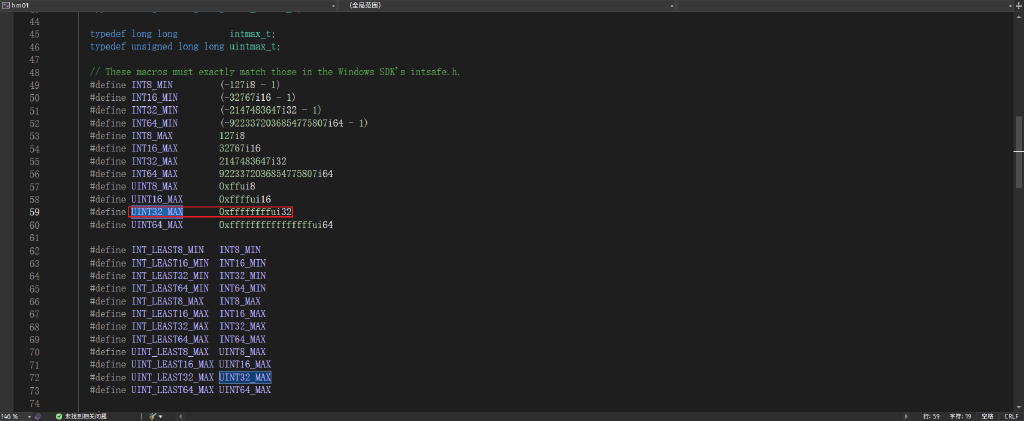 hm01
(全局范围)
44
45 typedef long long intmax_t;
46 typedef unsigned long long uintmax_t;
47
48 // These macros must exactly match those in the Windows SDK's intsafe.h.
49 #define INT8_MIN (-127i8 - 1)
50 #define INT16_MIN (-32767i16 - 1)
51 #define INT32_MIN (-2147483647i32 - 1)
52 #define INT64_MIN (-9223372036854775807i64 - 1)
53 #define INT8_MAX 127i8
54 #define INT16_MAX 32767i16
55 #define INT32_MAX 2147483647i32
56 #define INT64_MAX 9223372036854775807i64
57 #define UINT8_MAX 0xffui8
58 #define UINT16_MAX 0xffffui16
59 #define UINT32_MAX 0xffffffffui32
60 #define UINT64_MAX 0xffffffffffffffffui64
61
62 #define INT_LEAST8_MIN INT8_MIN
63 #define INT_LEAST16_MIN INT16_MIN
64 #define INT_LEAST32_MIN INT32_MIN
65 #define INT_LEAST64_MIN INT64_MIN
66 #define INT_LEAST8_MAX INT8_MAX
67 #define INT_LEAST16_MAX INT16_MAX
68 #define INT_LEAST32_MAX INT32_MAX
69 #define INT_LEAST64_MAX INT64_MAX
70 #define UINT_LEAST8_MAX UINT8_MAX
71 #define UINT_LEAST16_MAX UINT16_MAX
72 #define UINT_LEAST32_MAX UINT32_MAX
73 #define UINT_LEAST64_MAX UINT64_MAX
74
146 % 未找到相关问题 行: 59 字符: 19 空格 CRLF